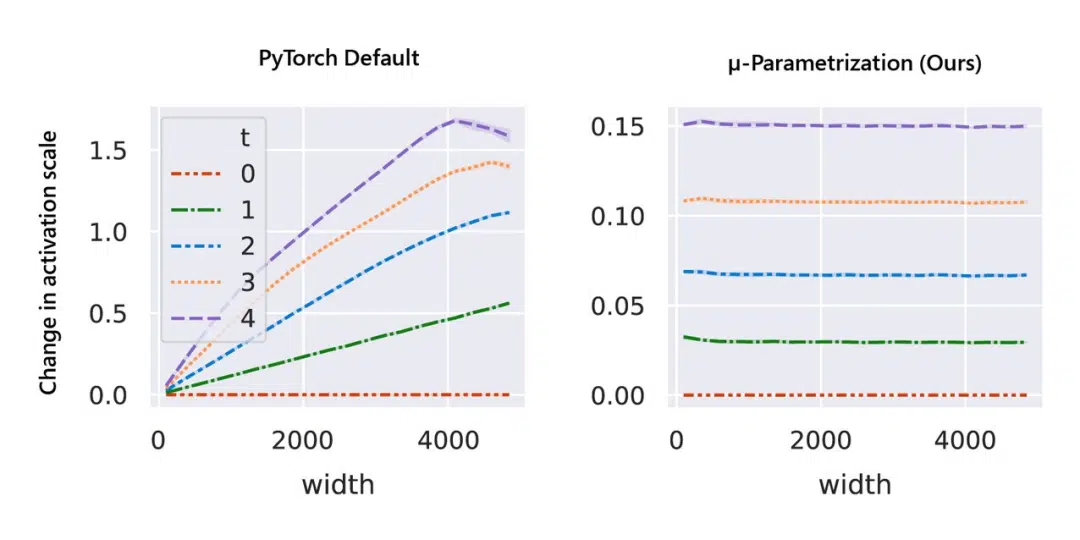 PyTorch Default
Change in activation scale
1.5
1.0
0.5
0.0
t
0
1
2
3
4
0 2000 4000
width
μ-Parametrization (Ours)
0.15
0.10
0.05
0.00
0 2000 4000
width